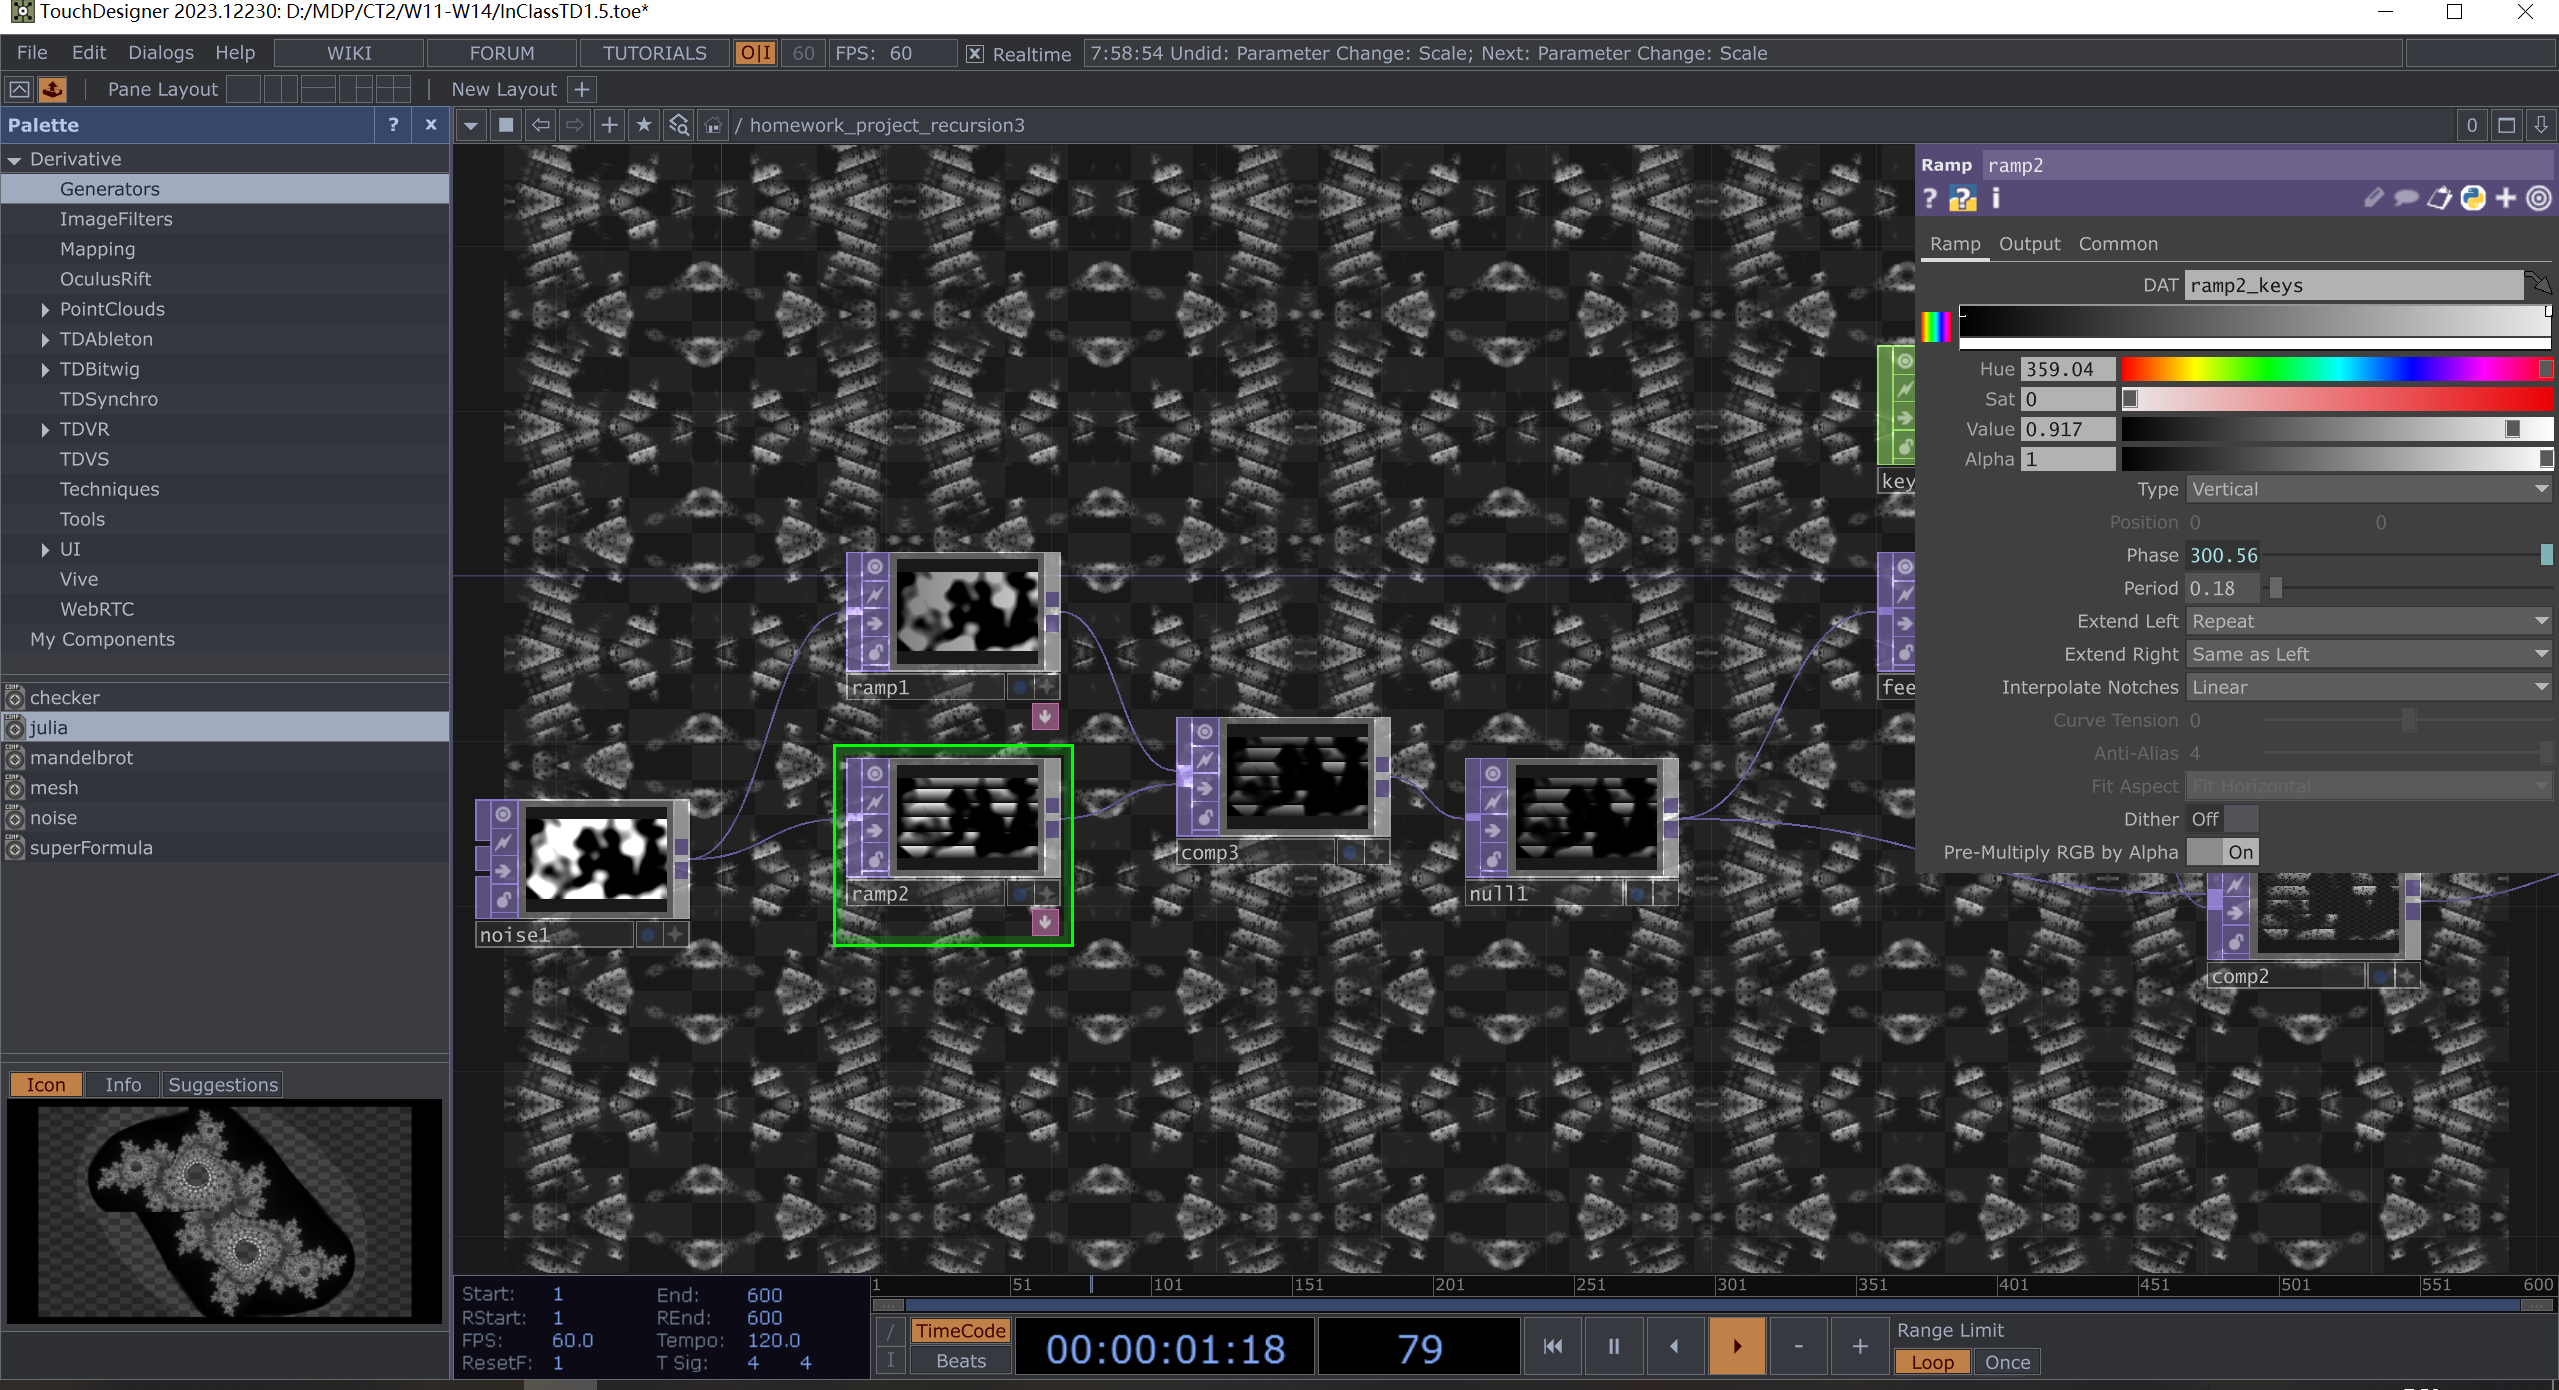 TouchDesigner 2023.12230: D:/MDP/CT2/W11-W14/InClassTD1.5.toe*
File Edit Dialogs Help WIKI FORUM TUTORIALS O|I 60 FPS: 60 Realtime 7:58:54 Undid: Parameter Change: Scale; Next: Parameter Change: Scale
Pane Layout New Layout +
Palette ? x / homework_project_recursion3 0
Derivative
Generators
ImageFilters
Mapping
OculusRift
PointClouds
TDAbleton
TDBitwig
TDSynchro
TDVR
TDVS
Techniques
Tools
UI
Vive
WebRTC
My Components
checker
julia
mandelbrot
mesh
noise
superFormula
Icon Info Suggestions
noise1
ramp1
ramp2
comp3
null1
key
fee
comp2
Ramp ramp2
? ? i
Ramp Output Common
DAT ramp2_keys
Hue 359.04
Sat 0
Value 0.917
Alpha 1
Type Vertical
Position 0 0
Phase 300.56
Period 0.18
Extend Left Repeat
Extend Right Same as Left
Interpolate Notches Linear
Curve Tension 0
Anti-Alias 4
Fit Aspect Fit Horizontal
Dither Off
Pre-Multiply RGB by Alpha On
Start: 1 End: 600
RStart: 1 REnd: 600
FPS: 60.0 Tempo: 120.0
ResetF: 1 T Sig: 4 4
1 51 101 151 201 251 301 351 401 451 501 551 600
/ TimeCode
I Beats
00:00:01:18 79 - +
Range Limit
Loop Once